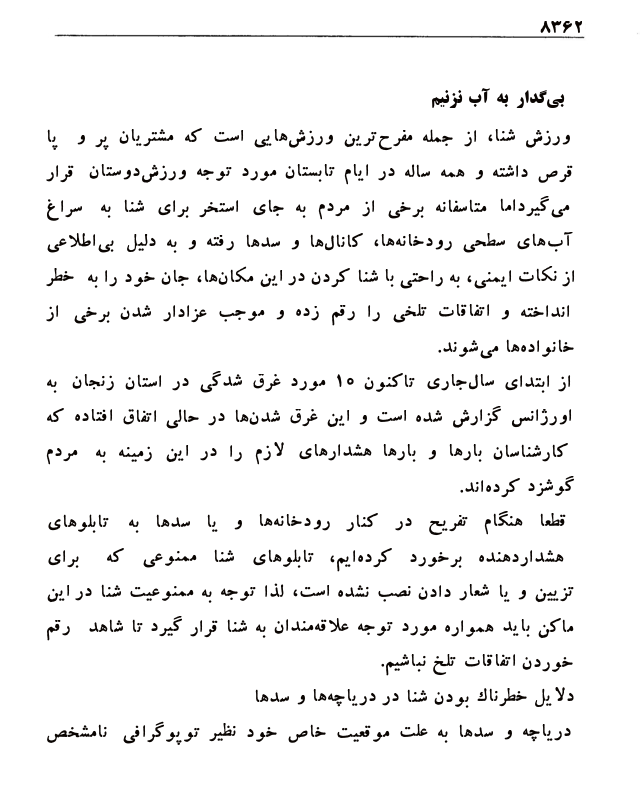 ۸۳۶۲
بی‌گدار به آب نزنیم
ورزش شنا، از جمله مفرح‌ترین ورزش‌هایی است که مشتریان پر و پا
قرص داشته و همه ساله در ایام تابستان مورد توجه ورزش‌دوستان قرار
می‌گیرداما متاسفانه برخی از مردم به جای استخر برای شنا به سراغ
آب‌های سطحی رودخانه‌ها، کانال‌ها و سدها رفته و به دلیل بی‌اطلاعی
از نکات ایمنی، به راحتی با شنا کردن در این مکان‌ها، جان خود را به خطر
انداخته و اتفاقات تلخی را رقم زده و موجب عزادار شدن برخی از
خانواده‌ها می‌شوند.
از ابتدای سال‌جاری تاکنون ۱۰ مورد غرق شدگی در استان زنجان به
اورژانس گزارش شده است و این غرق شدن‌ها در حالی اتفاق افتاده که
کارشناسان بارها و بارها هشدارهای لازم را در این زمینه به مردم
گوشزد کرده‌اند.
قطعا هنگام تفریح در کنار رودخانه‌ها و یا سدها به تابلوهای
هشداردهنده برخورد کرده‌ایم، تابلوهای شنا ممنوعی که برای
تزیین و یا شعار دادن نصب نشده است، لذا توجه به ممنوعیت شنا در این
ماکن باید همواره مورد توجه علاقه‌مندان به شنا قرار گیرد تا شاهد رقم
خوردن اتفاقات تلخ نباشیم.
دلایل خطرناك بودن شنا در دریاچه‌ها و سدها
دریاچه و سدها به علت موقعیت خاص خود نظیر توپوگرافی نامشخص